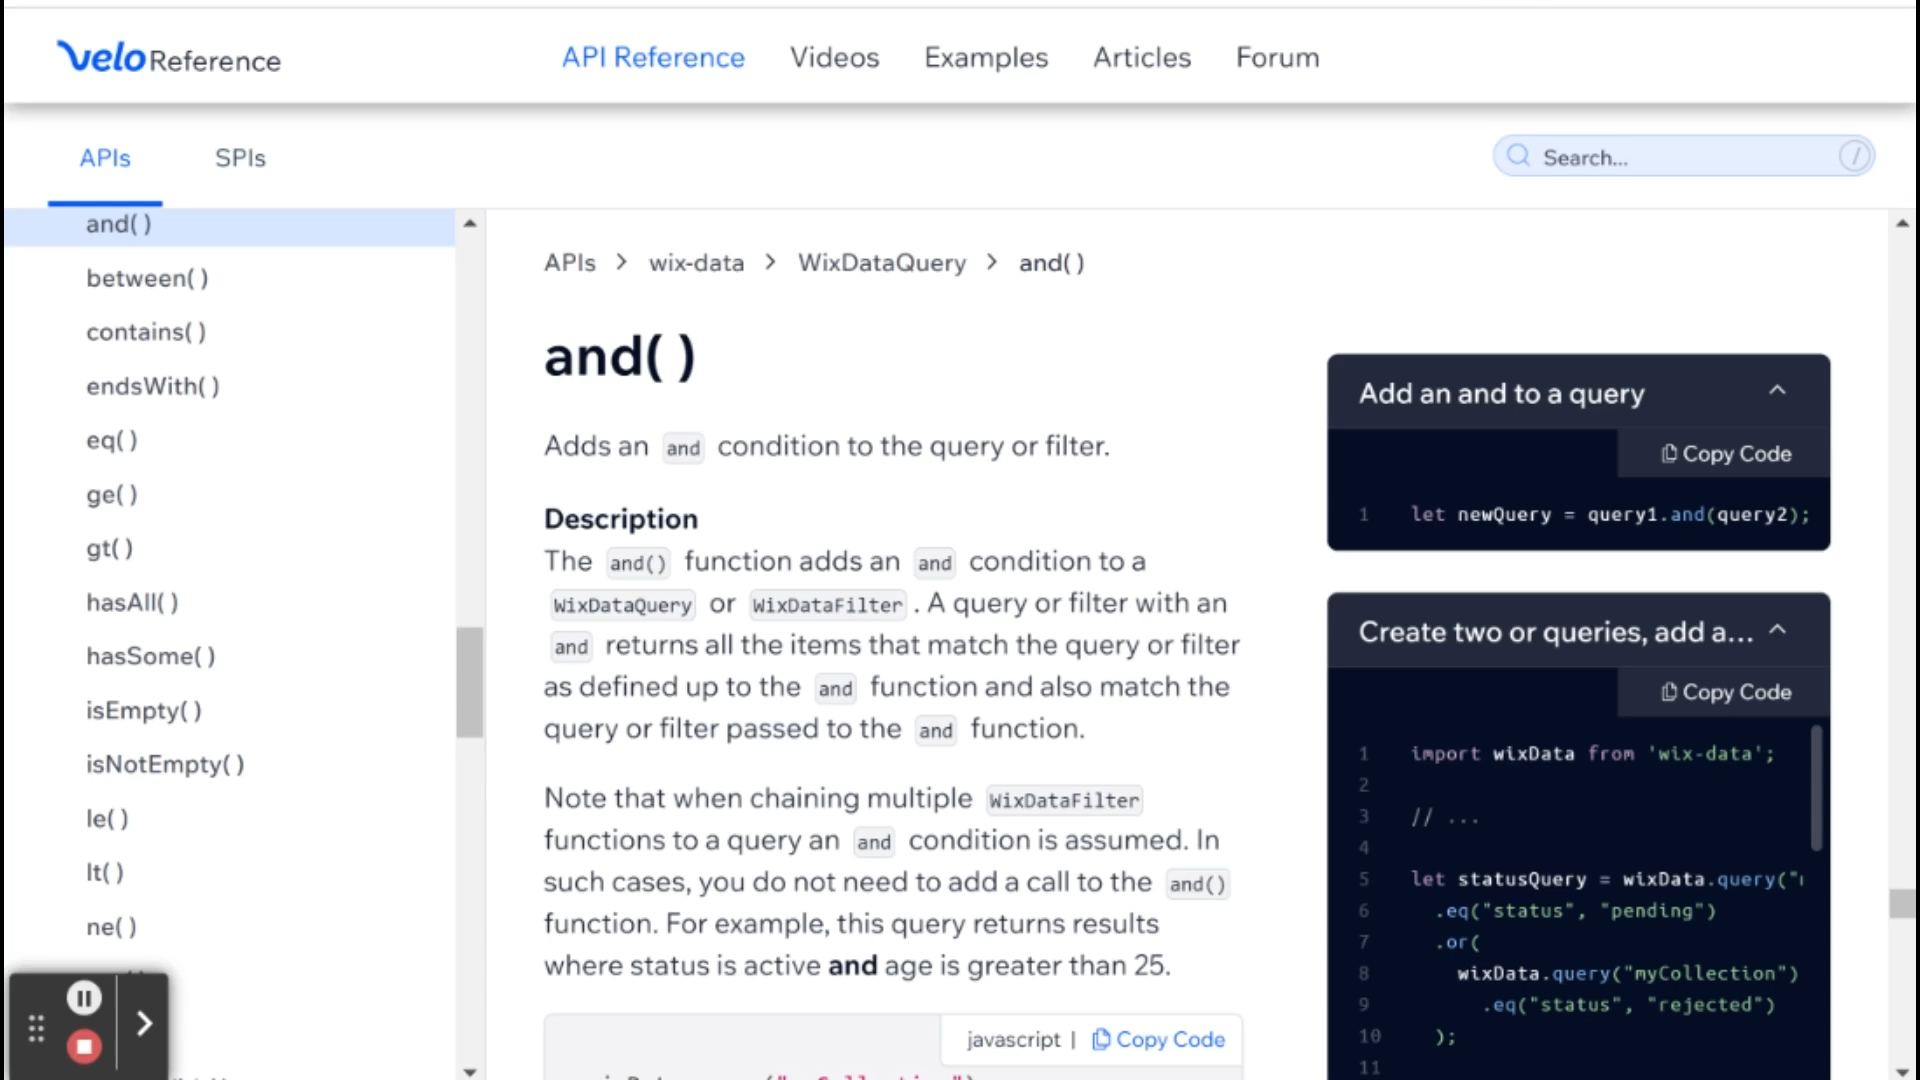 velo Reference
API Reference
Videos
Examples
Articles
Forum
APIs
SPIs
Search...
/
and( )
between( )
contains( )
endsWith( )
eq( )
ge( )
gt( )
hasAll( )
hasSome( )
isEmpty( )
isNotEmpty( )
le( )
lt( )
ne( )
APIs > wix-data > WixDataQuery > and( )
and( )
Adds an and condition to the query or filter.
Description
The and() function adds an and condition to a
WixDataQuery or WixDataFilter . A query or filter with an
and returns all the items that match the query or filter
as defined up to the and function and also match the
query or filter passed to the and function.
Note that when chaining multiple WixDataFilter
functions to a query an and condition is assumed. In
such cases, you do not need to add a call to the and()
function. For example, this query returns results
where status is active and age is greater than 25.
javascript | Copy Code
Add an and to a query
Copy Code
1 let newQuery = query1.and(query2);
Create two or queries, add a...
Copy Code
1 import wixData from 'wix-data';
2
3 // ...
4
5 let statusQuery = wixData.query("
6 .eq("status", "pending")
7 .or(
8 wixData.query("myCollection")
9 .eq("status", "rejected")
10 );
11